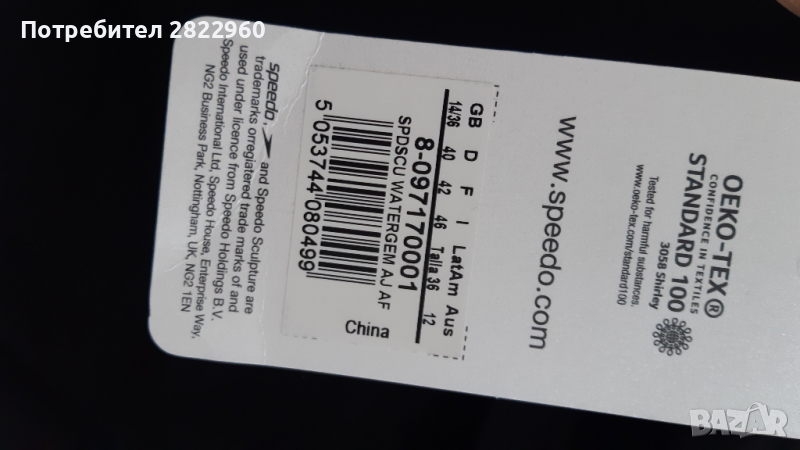 Потребител 2822960
OEKO-TEX®
CONFIDENCE IN TEXTILES
STANDARD 100
3058 Shirley
Tested for harmful substances.
www.oeko-tex.com/standard100
www.speedo.com
GB D F I LatAm Aus
14/36 40 42 46 Talla 36 12
8-097170001
SPDSCU WATERGEM AJ AF
5 053744 080499
China
speedo. and Speedo Sculpture are
trademarks orregiatered trade marks of and
used under licence from Speedo Holdings B.V.
Speedo International Ltd, Speedo House, Enterprise Way,
NG2 Business Park, Nottingham, UK, NG2 1EN
BAZAR